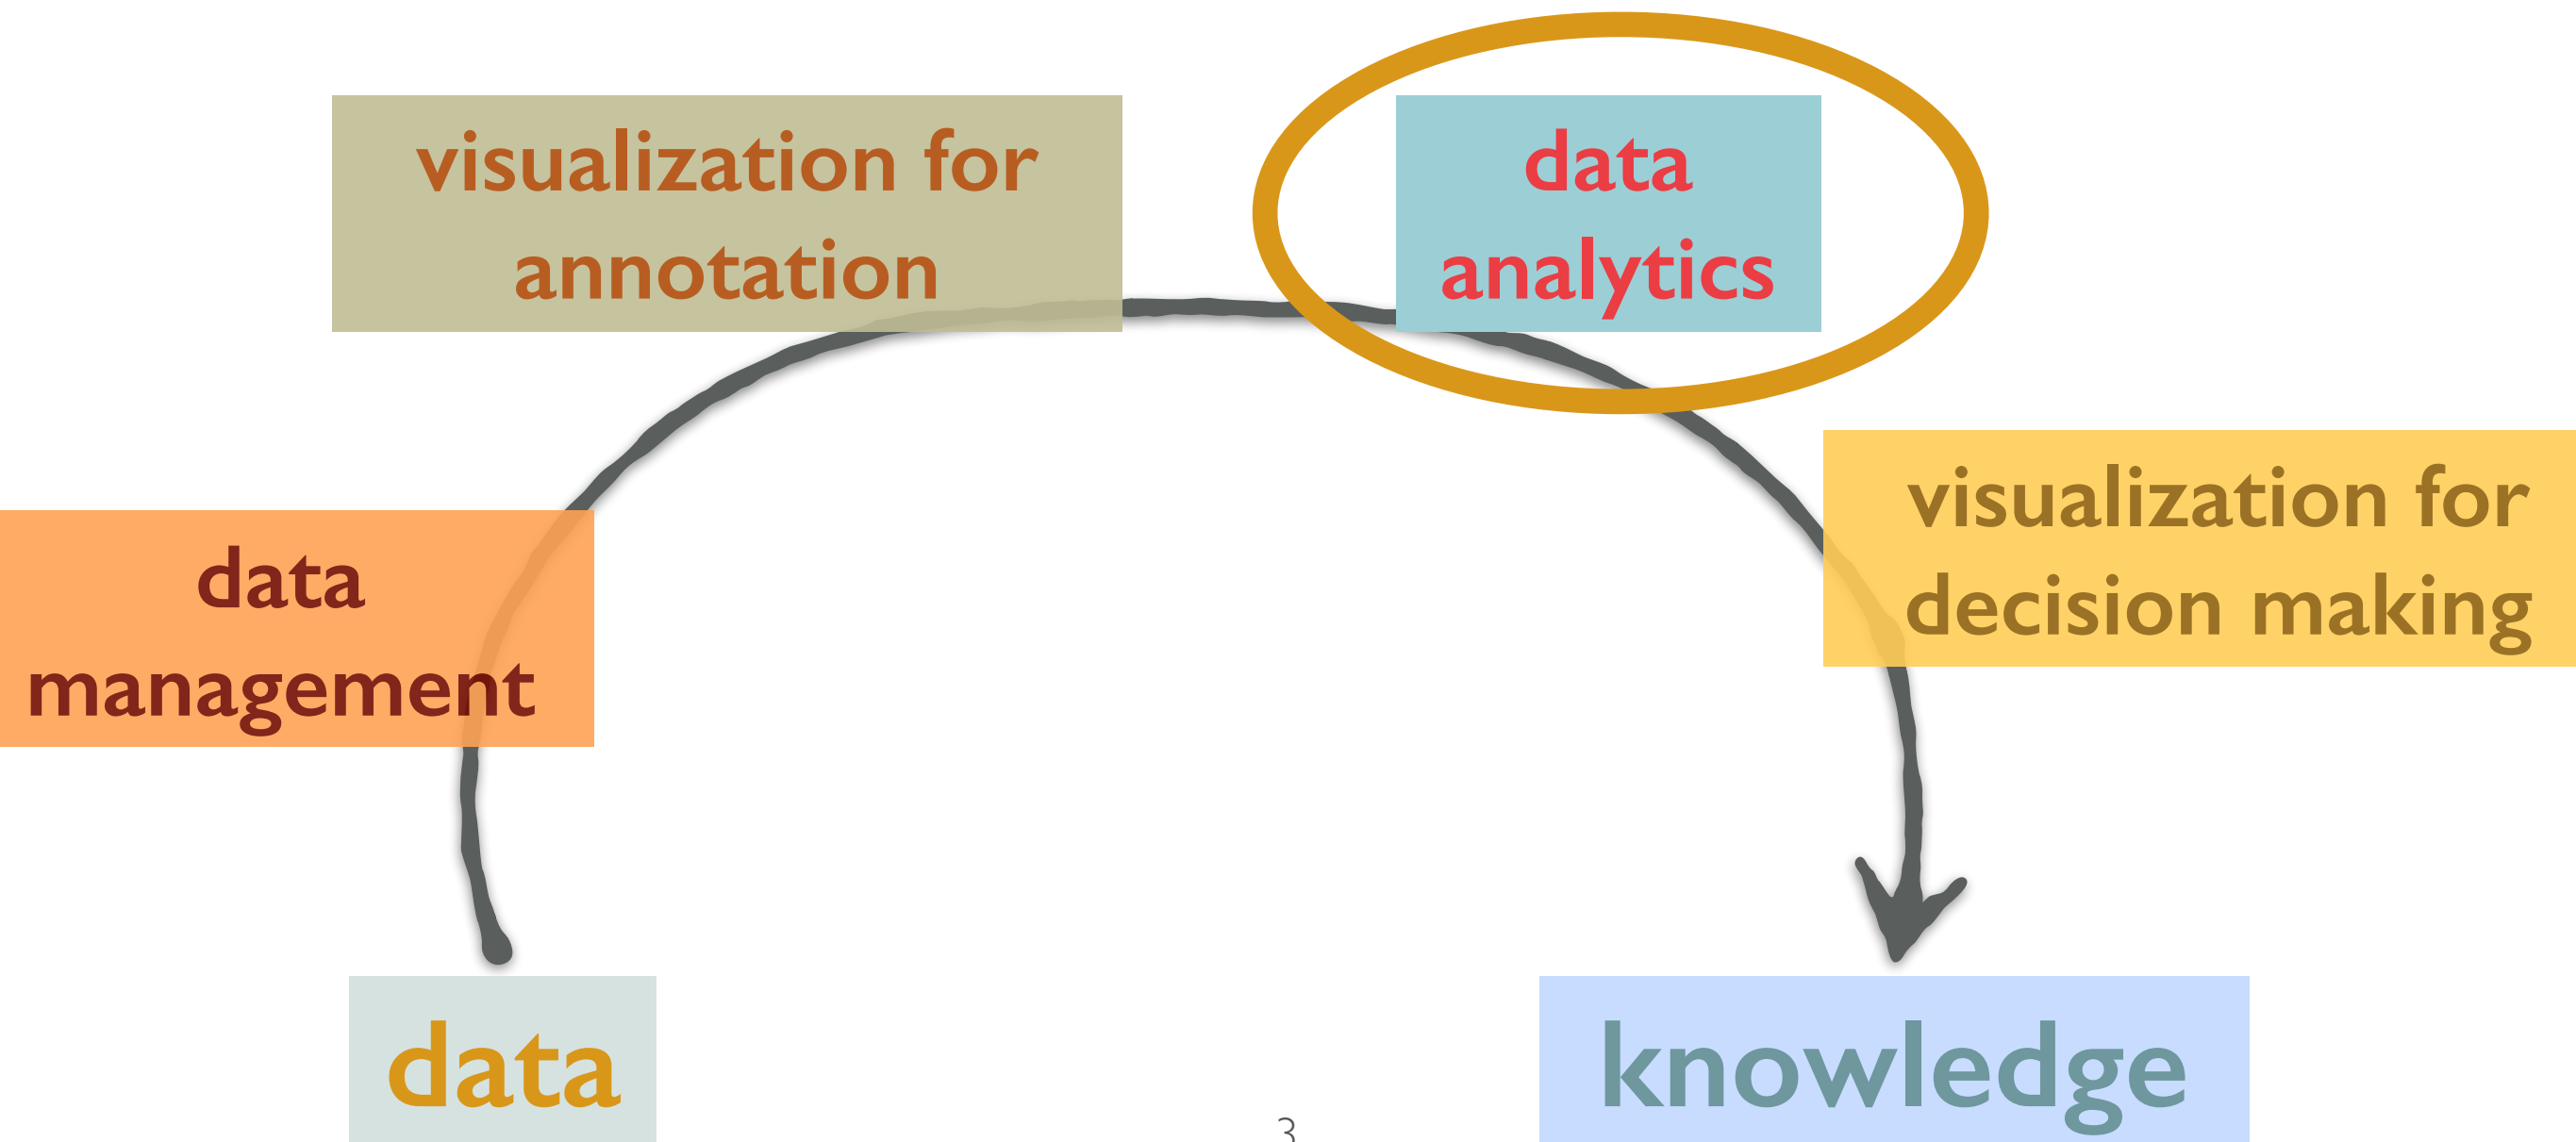 visualization for
annotation
data
analytics
data
management
visualization for
decision making
data
knowledge
3